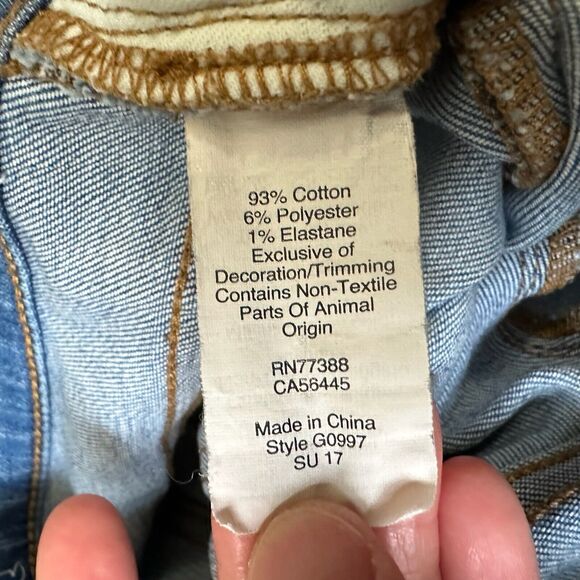 93% Cotton
6% Polyester
1% Elastane
Exclusive of
Decoration/Trimming
Contains Non-Textile
Parts Of Animal
Origin
RN77388
CA56445
Made in China
Style G0997
SU 17